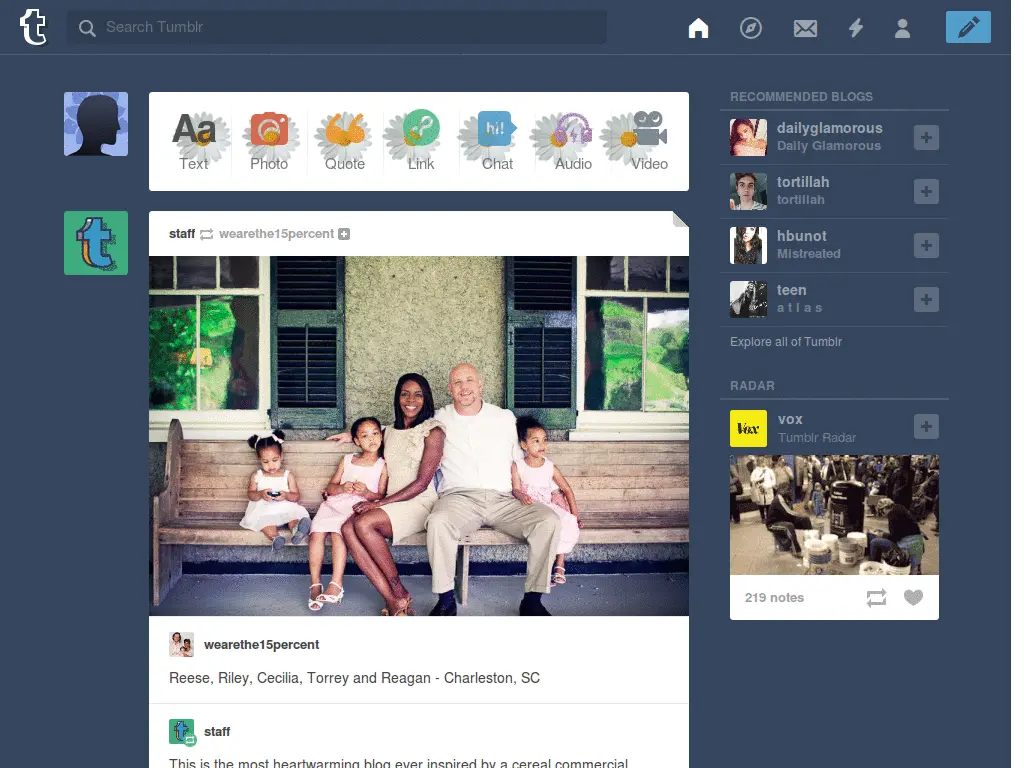 t
Search Tumblr
Aa
hi!
Text
Photo
Quote
Link
Chat
Audio
Video
staff wearethe15percent
wearethe15percent
Reese, Riley, Cecilia, Torrey and Reagan - Charleston, SC
staff
This is the most heartwarming blog ever inspired by a cereal commercial
RECOMMENDED BLOGS
dailyglamorous
Daily Glamorous
tortillah
tortillah
hbunot
Mistreated
teen
a t l a s
Explore all of Tumblr
RADAR
Vox
vox
Tumblr Radar
219 notes